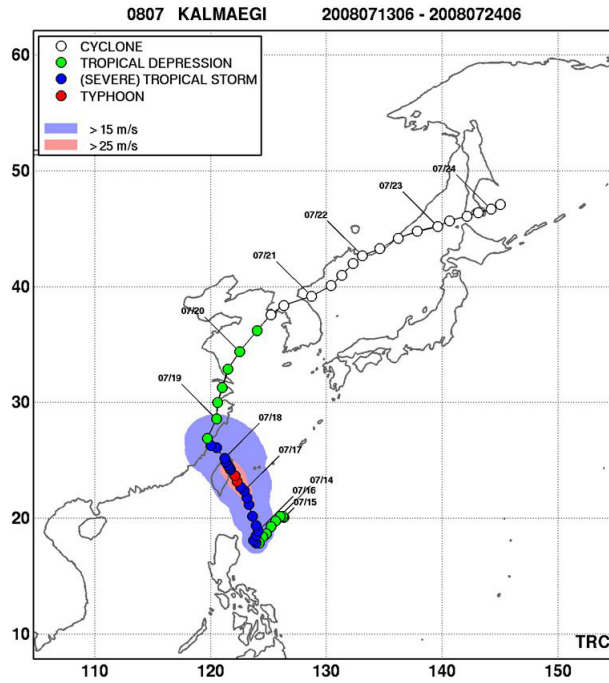 0807 KALMAEGI 2008071306 - 2008072406
60
CYCLONE
TROPICAL DEPRESSION
(SEVERE) TROPICAL STORM
TYPHOON
> 15 m/s
> 25 m/s
50
07/24
07/23
07/22
40
07/21
07/20
30
07/19
07/18
07/17
07/14
07/16
07/15
20
10
TRC
110 120 130 140 150